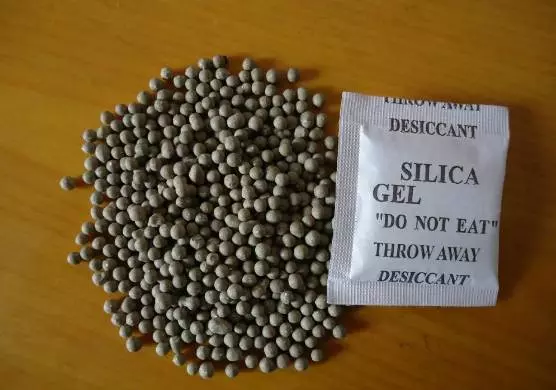 THROW AWAY
DESICCANT
SILICA
GEL
"DO NOT EAT"
THROW AWAY
DESICCANT